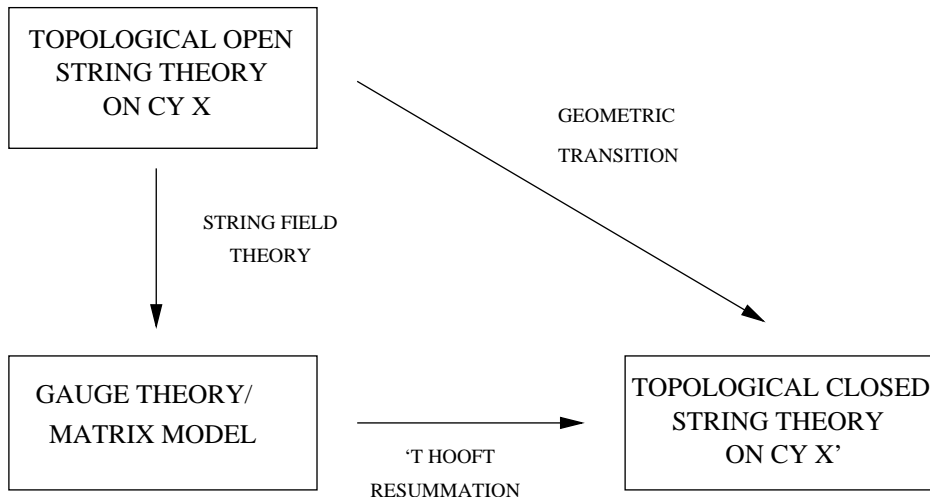 TOPOLOGICAL OPEN
STRING THEORY
ON CY X
GEOMETRIC
TRANSITION
STRING FIELD
THEORY
GAUGE THEORY/
MATRIX MODEL
‘T HOOFT
RESUMMATION
TOPOLOGICAL CLOSED
STRING THEORY
ON CY X’